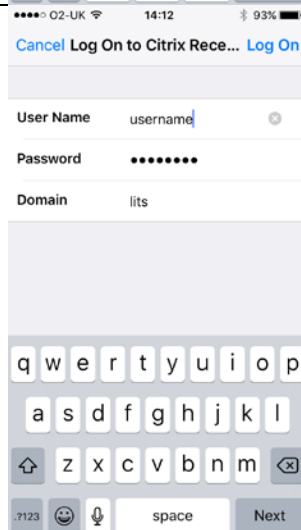 O2-UK 14:12 93%
Cancel Log On to Citrix Rece... Log On
User Name username
Password ••••••••
Domain lits
q w e r t y u i o p
a s d f g h j k l
z x c v b n m
.?123 space Next